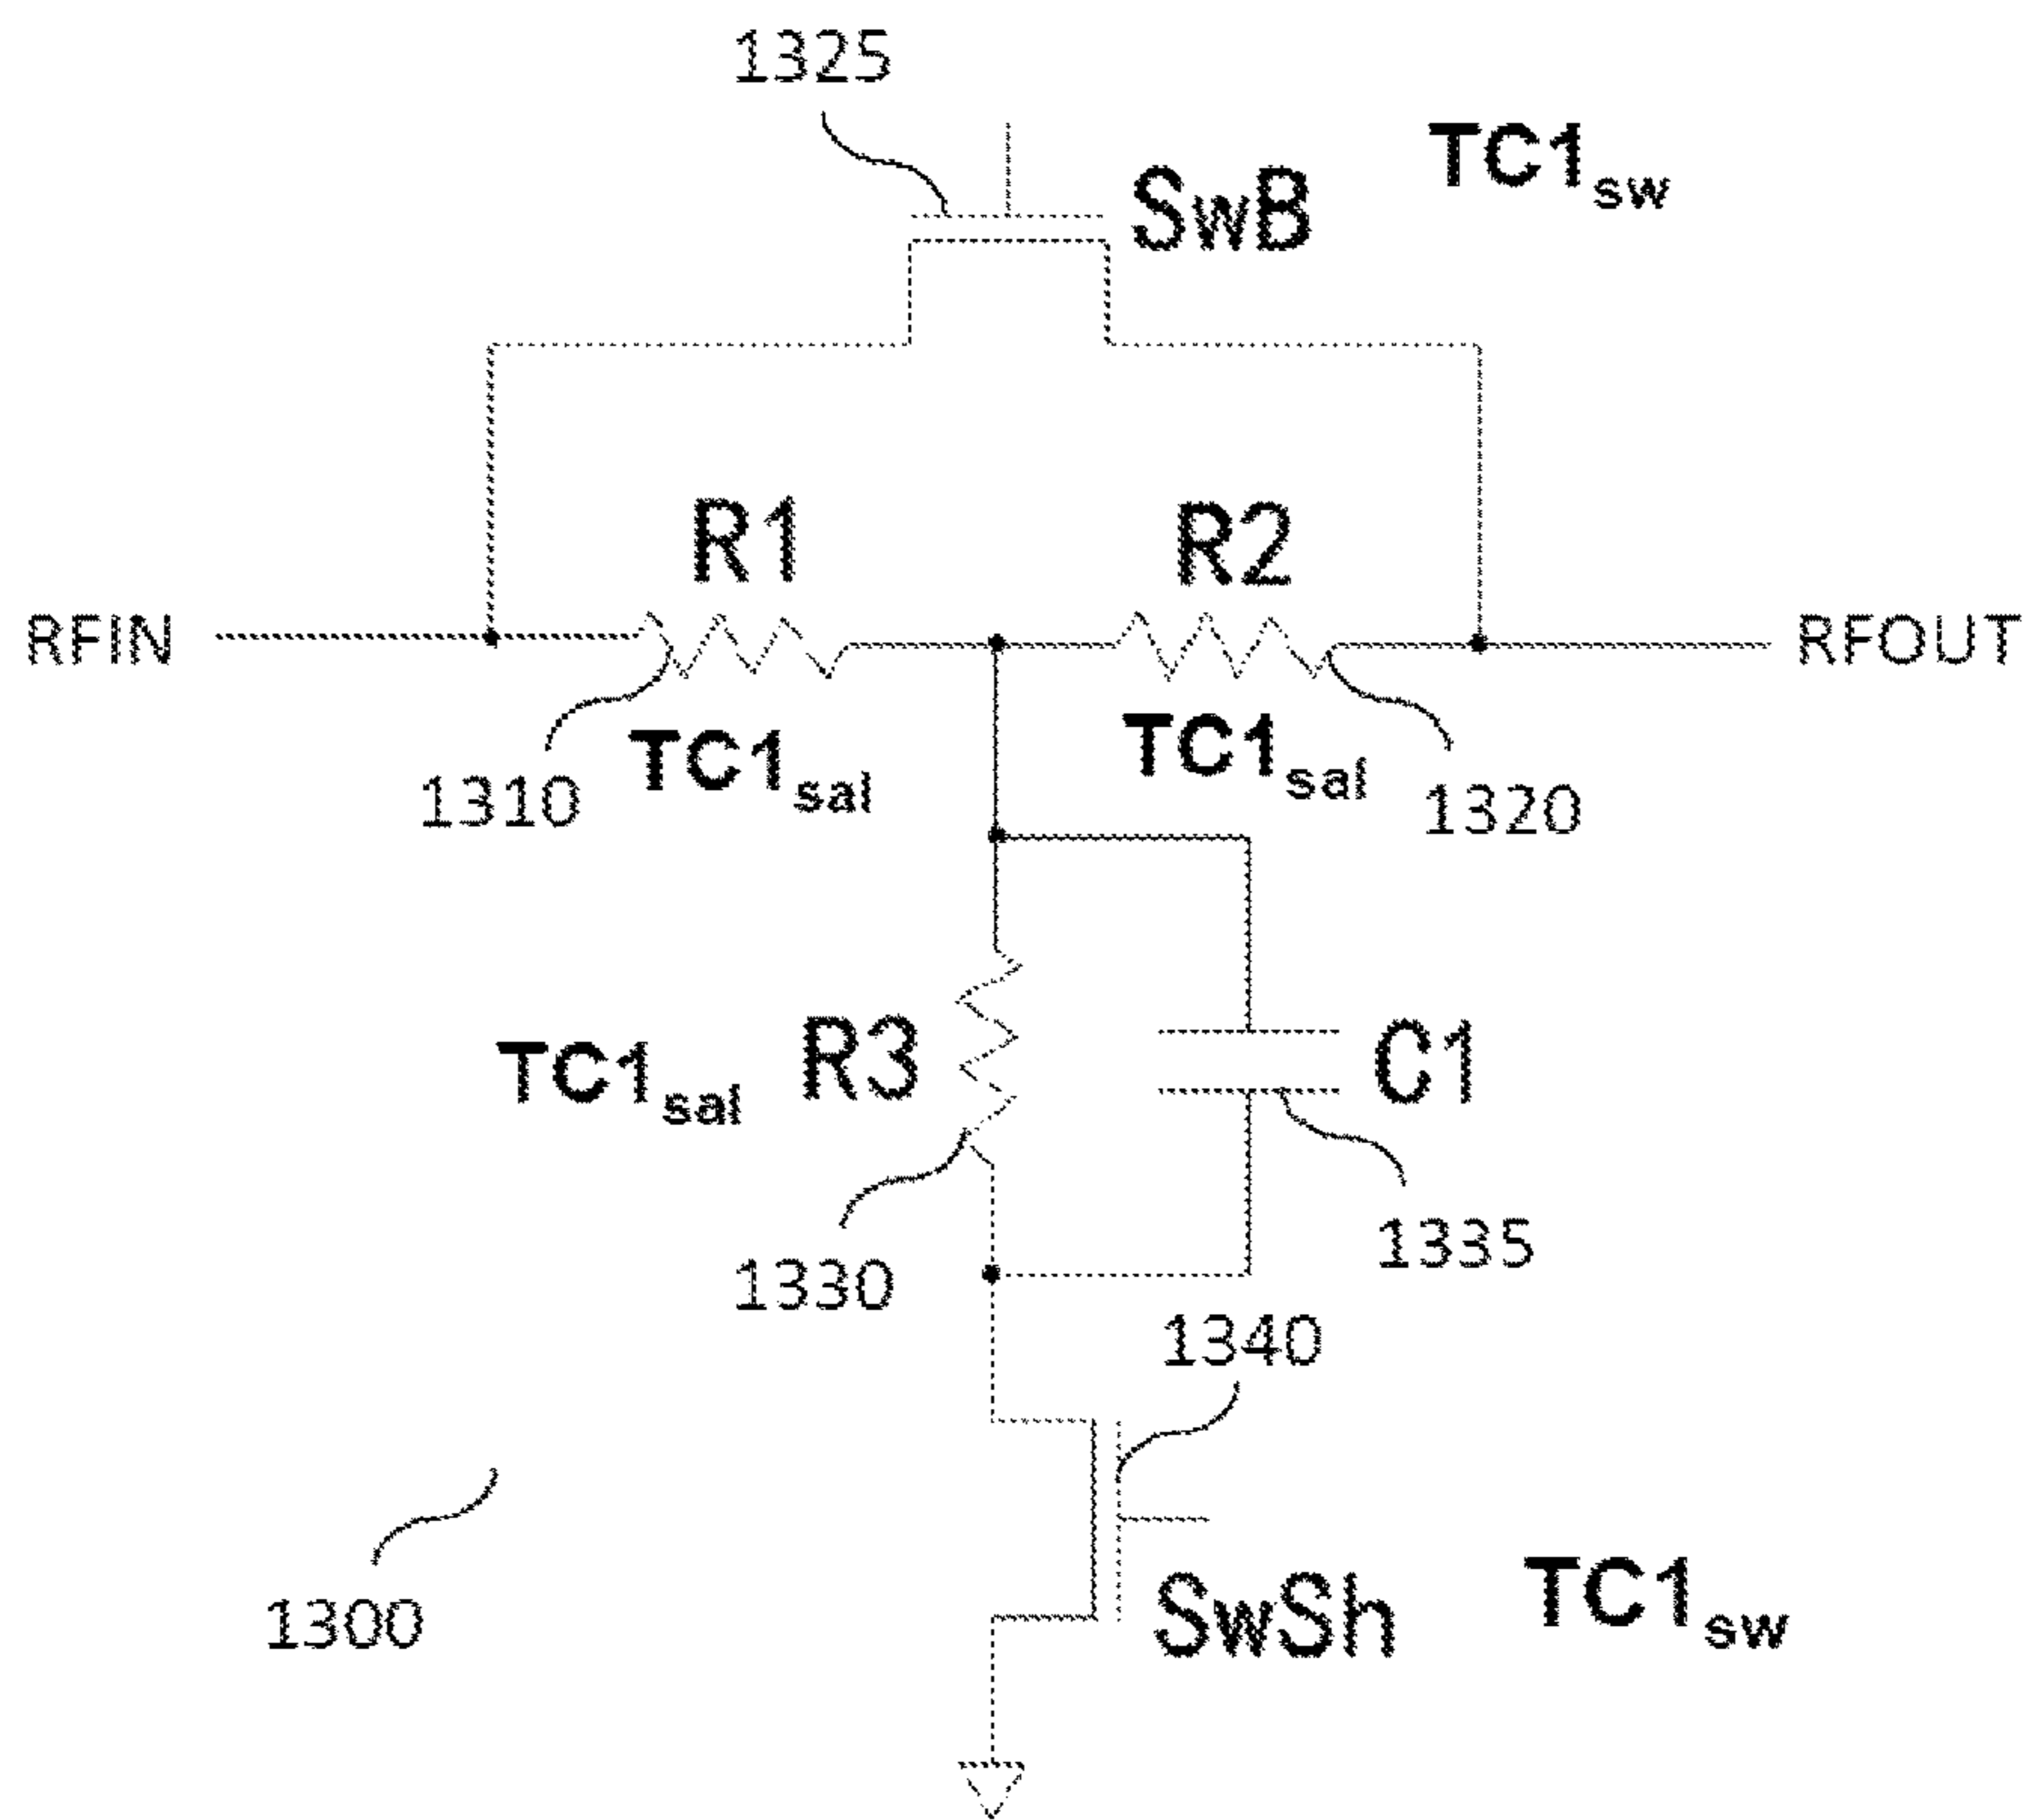 1325
TC1sw
SwB
R1
R2
RFIN
RFOUT
TC1sal
TC1sal
1310
1320
R3
C1
TC1sal
1330
1335
1340
1300
SwSh
TC1sw